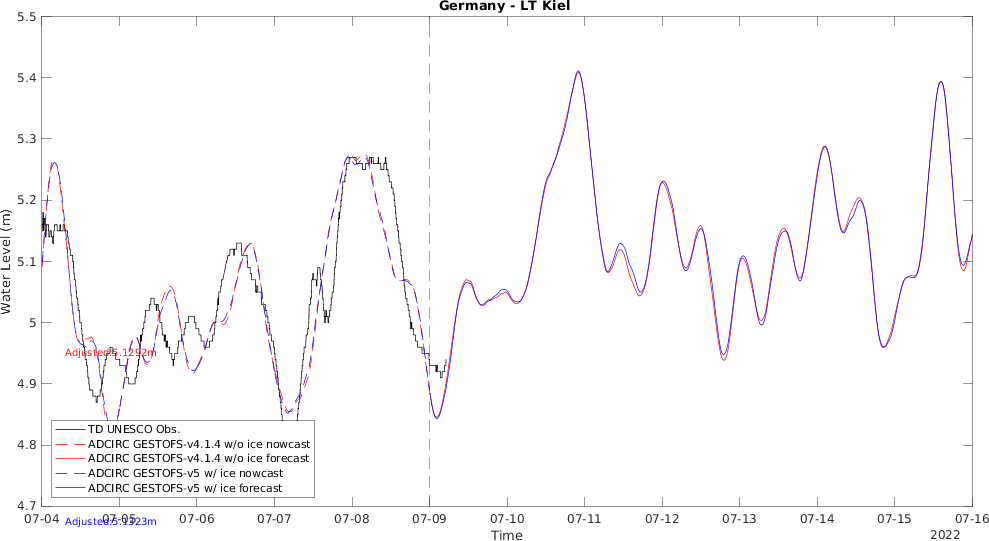 Germany - LT Kiel
5.5
5.4
5.3
5.2
5.1
5
4.9
4.8
4.7
Water Level (m)
Adjusted:5.1292m
TD UNESCO Obs.
ADCIRC GESTOFS-v4.1.4 w/o ice nowcast
ADCIRC GESTOFS-v4.1.4 w/o ice forecast
ADCIRC GESTOFS-v5 w/ ice nowcast
ADCIRC GESTOFS-v5 w/ ice forecast
07-04 07-05 07-06 07-07 07-08 07-09 07-10 07-11 07-12 07-13 07-14 07-15 07-16
Adjusted:5.1323m
Time
2022